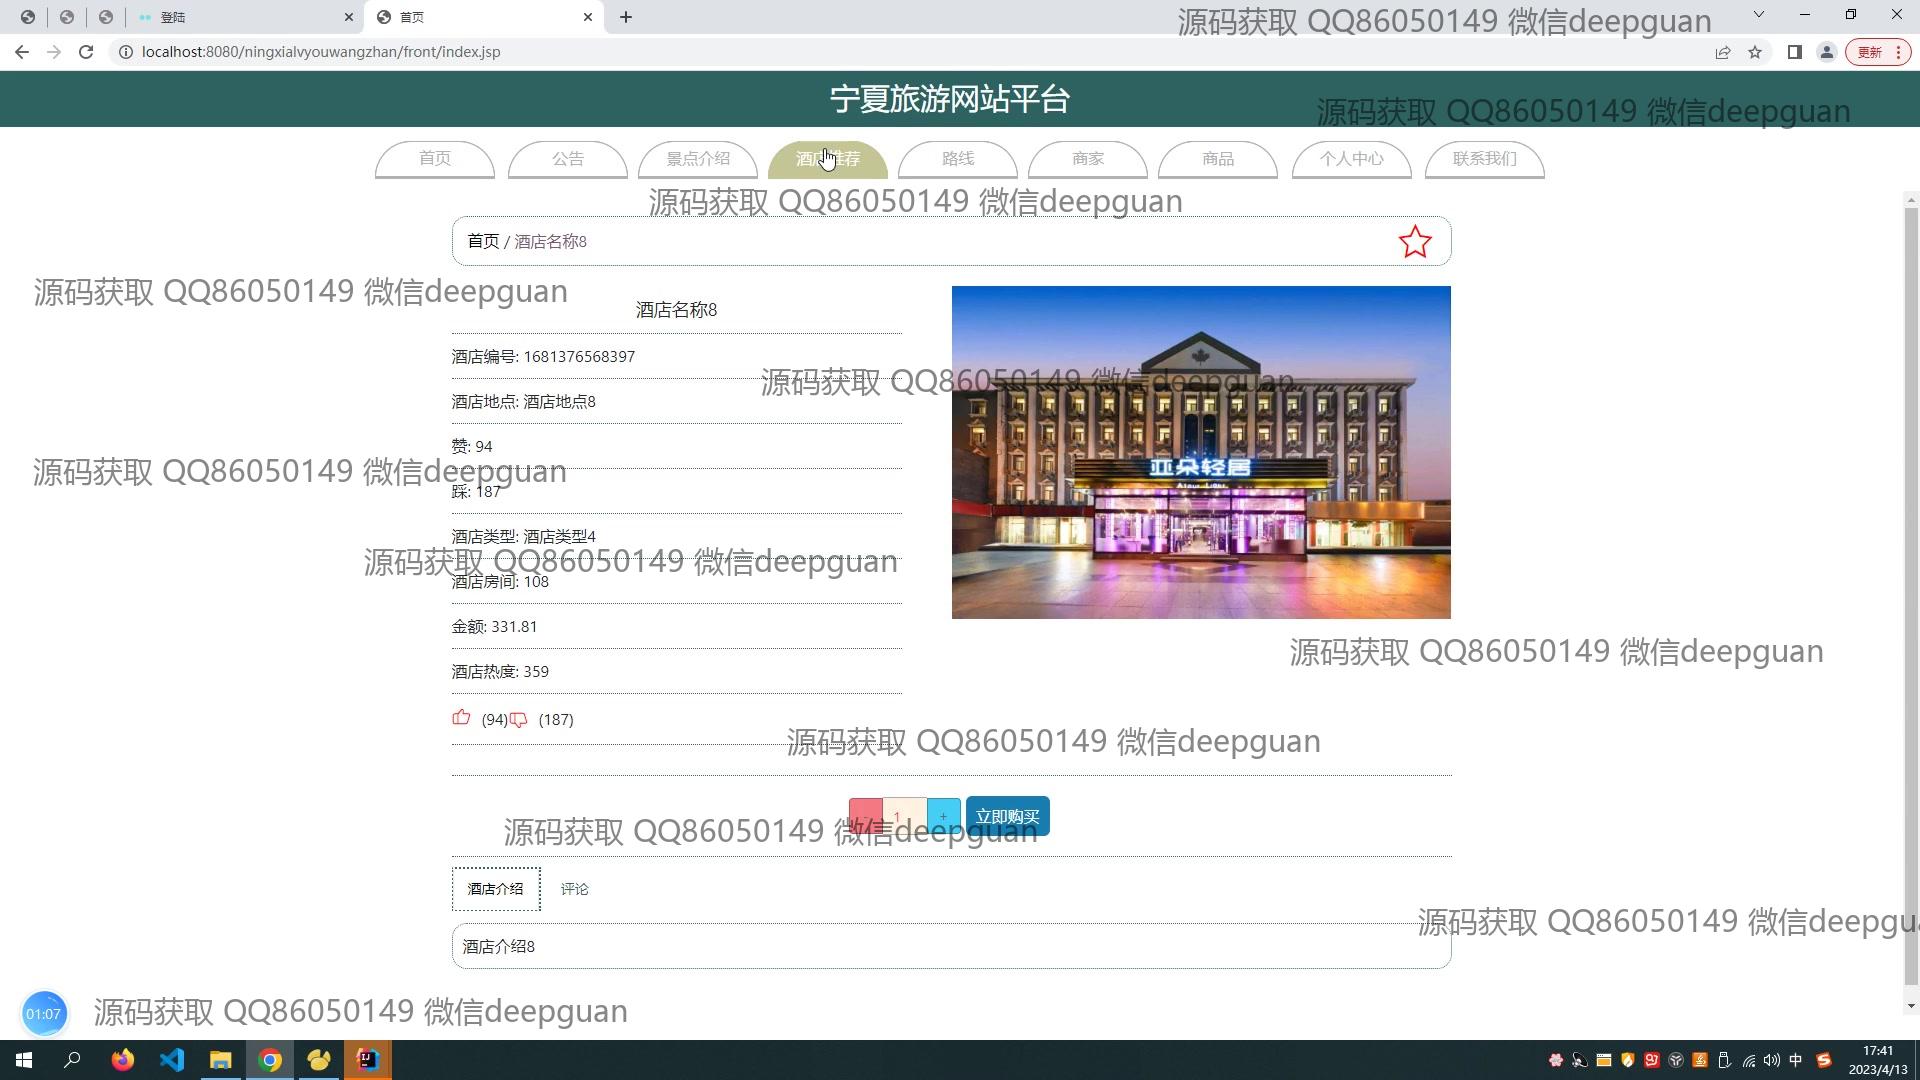 登陆
首页
源码获取 QQ86050149 微信deepguan
localhost:8080/ningxialvyouwangzhan/front/index.jsp
更新
宁夏旅游网站平台
源码获取 QQ86050149 微信deepguan
首页 公告 景点介绍 酒店推荐 路线 商家 商品 个人中心 联系我们
源码获取 QQ86050149 微信deepguan
首页 / 酒店名称8
源码获取 QQ86050149 微信deepguan
酒店名称8
酒店编号: 1681376568397
源码获取 QQ86050149 微信deepguan
酒店地点: 酒店地点8
赞: 94
亚朵轻居
源码获取 QQ86050149 微信deepguan
踩: 187
酒店类型: 酒店类型4
源码获取 QQ86050149 微信deepguan
酒店房间: 108
金额: 331.81
源码获取 QQ86050149 微信deepguan
酒店热度: 359
(94) (187)
源码获取 QQ86050149 微信deepguan
- 1 + 立即购买
源码获取 QQ86050149 微信deepguan
酒店介绍 评论
源码获取 QQ86050149 微信deepgua
酒店介绍8
01:07
源码获取 QQ86050149 微信deepguan
中
17:41
2023/4/13